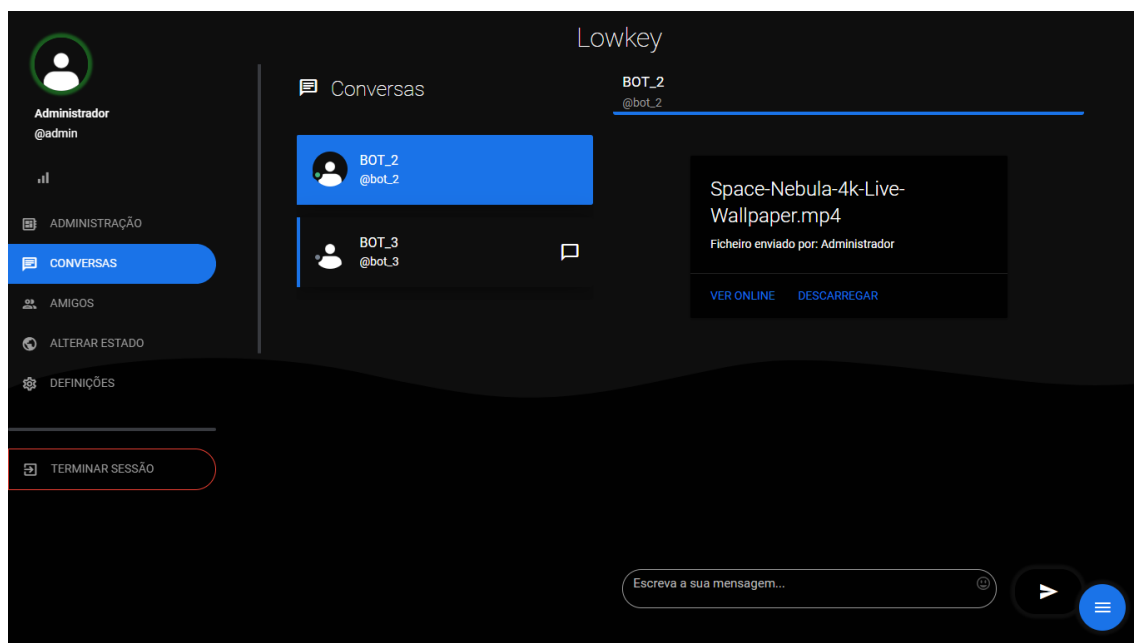 Lowkey
Administrador
@admin
ADMINISTRAÇÃO
CONVERSAS
AMIGOS
ALTERAR ESTADO
DEFINIÇÕES
TERMINAR SESSÃO
Conversas
BOT_2
@bot_2
BOT_3
@bot_3
BOT_2
@bot_2
Space-Nebula-4k-Live-
Wallpaper.mp4
Ficheiro enviado por: Administrador
VER ONLINE DESCARREGAR
Escreva a sua mensagem...